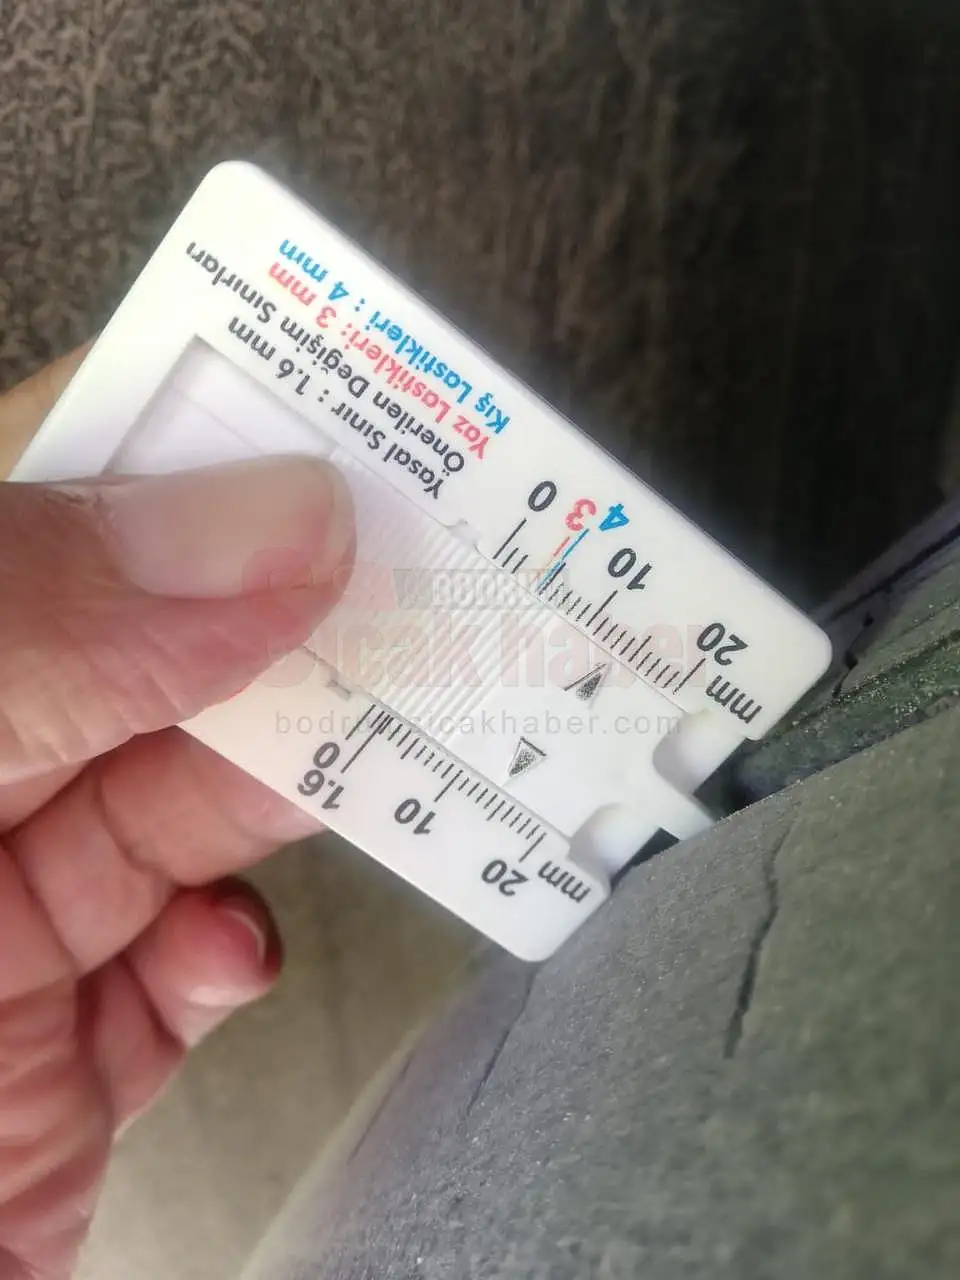 Yasal Sınır : 1.6 mm
Önerilen Değişim Sınırları
Yaz Lastikleri: 3 mm
Kış Lastikleri : 4 mm
0 3 4 10 20 mm
1.6 0 10 20 mm
Sıcak haber
bodrumsicakhaber.com